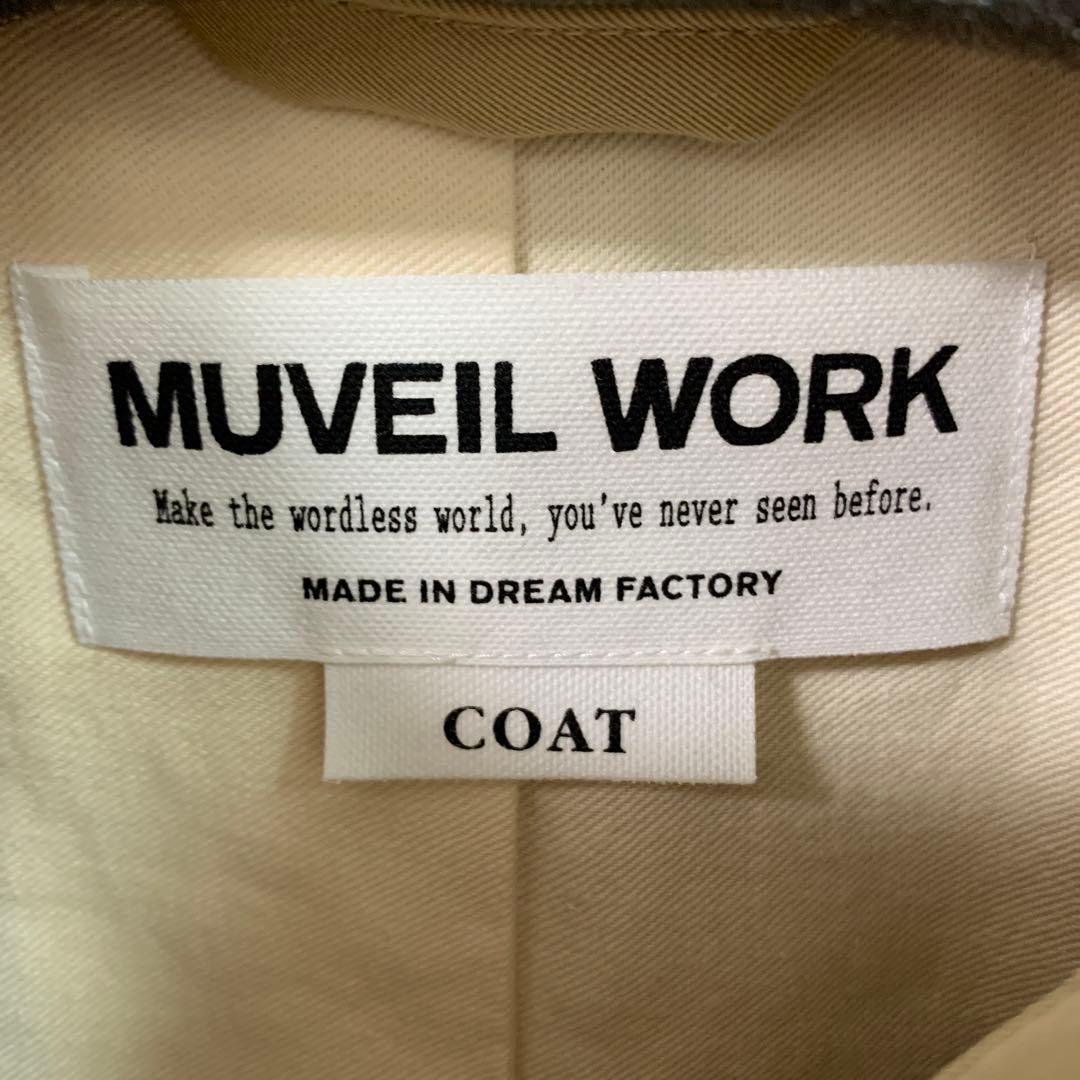 MUVEIL WORK
Make the wordless world, you've never seen before.
MADE IN DREAM FACTORY
COAT